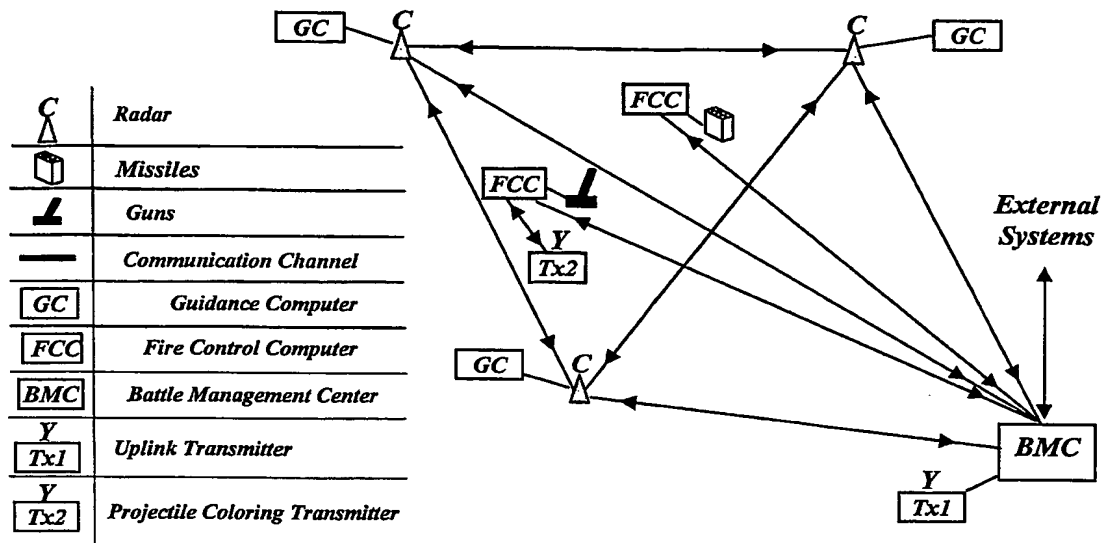 C
GC
C
GC
FCC
C
Radar
Missiles
FCC
Guns
External
Systems
Y
Tx2
Communication Channel
GC
Guidance Computer
FCC
Fire Control Computer
GC
C
BMC
Battle Management Center
Y
Tx1
Uplink Transmitter
BMC
Y
Tx1
Y
Tx2
Projectile Coloring Transmitter